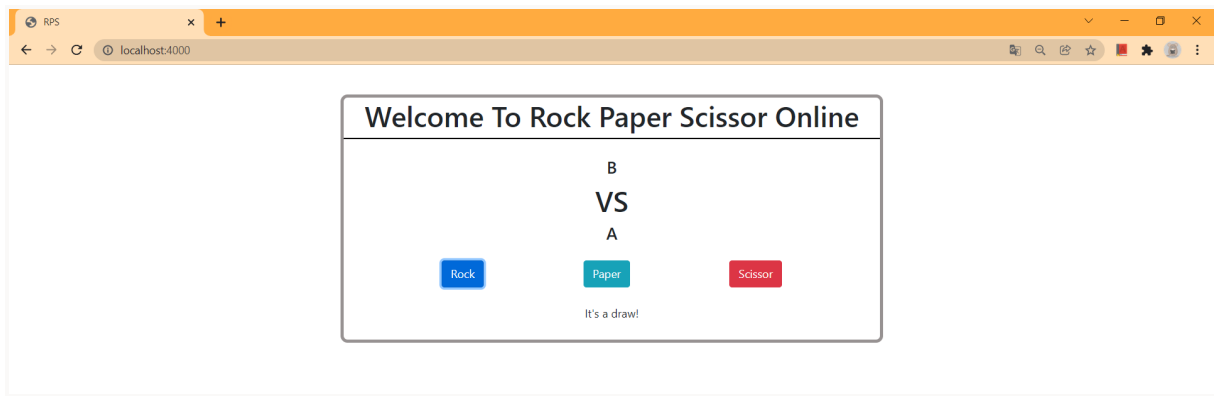 RPS
localhost:4000
Welcome To Rock Paper Scissor Online
B
VS
A
Rock Paper Scissor
It's a draw!